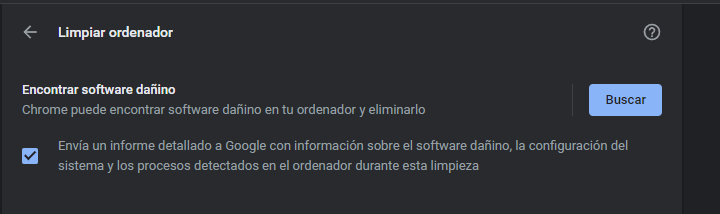 Limpiar ordenador
Encontrar software dañino
Chrome puede encontrar software dañino en tu ordenador y eliminarlo
Buscar
Envía un informe detallado a Google con información sobre el software dañino, la configuración del
sistema y los procesos detectados en el ordenador durante esta limpieza